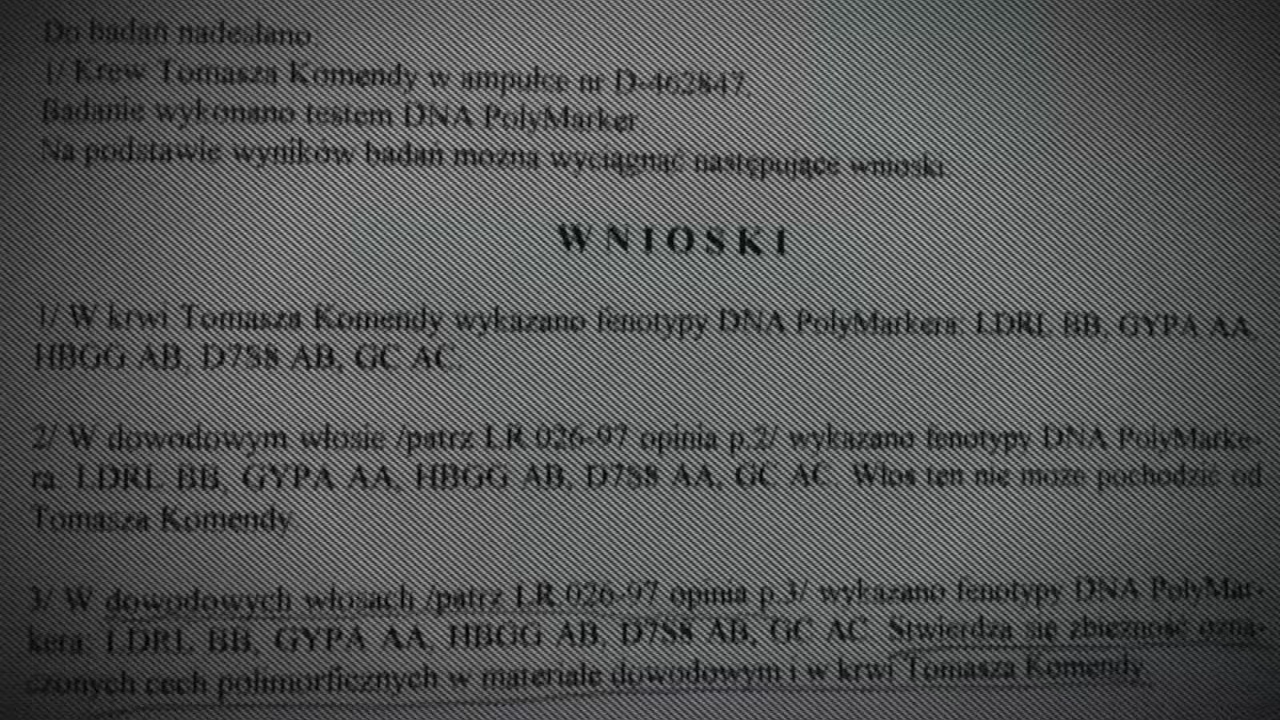 Do badań nadesłano:
1/ Krew Tomasza Komendy w ampułce nr D-462847.
Badanie wykonano testem DNA PolyMarker.
Na podstawie wyników badań można wyciągnąć następujące wnioski:
WNIOSKI
1/ W krwi Tomasza Komendy wykazano fenotypy DNA PolyMarkera: LDRL BB, GYPA AA,
HBGG AB, D7S8 AB, GC AC.
2/ W dowodowym włosie /patrz LR 026-97 opinia p.2/ wykazano fenotypy DNA PolyMarke-
ra: LDRL BB, GYPA AA, HBGG AB, D7S8 AA, GC AC. Włos ten nie może pochodzić od
Tomasza Komendy.
3/ W dowodowych włosach /patrz LR 026-97 opinia p.3/ wykazano fenotypy DNA PolyMar-
kera: LDRL BB, GYPA AA, HBGG AB, D7S8 AB, GC AC. Stwierdza się zbieżność ozna-
czonych cech polimorficznych w materiale dowodowym i w krwi Tomasza Komendy.